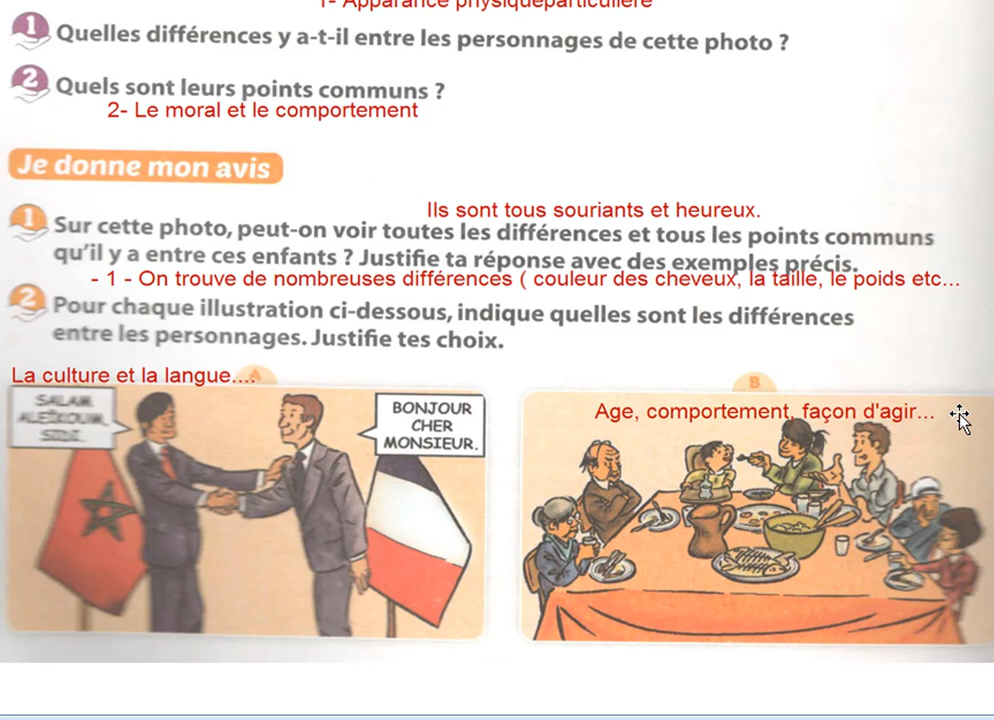 1- Apparance physiqueparticulière
1 Quelles différences y a-t-il entre les personnages de cette photo ?
2 Quels sont leurs points communs ?
2- Le moral et le comportement
Je donne mon avis
Ils sont tous souriants et heureux.
1 Sur cette photo, peut-on voir toutes les différences et tous les points communs
qu'il y a entre ces enfants ? Justifie ta réponse avec des exemples précis.
- 1 - On trouve de nombreuses différences ( couleur des cheveux, la taille, le poids etc...
2 Pour chaque illustration ci-dessous, indique quelles sont les différences
entre les personnages. Justifie tes choix.
La culture et la langue....
A
B
SALAM
ALEÏKOUM,
SIDI.
BONJOUR
CHER
MONSIEUR.
Age, comportement, façon d'agir...